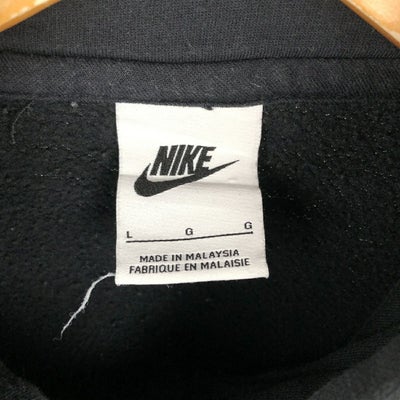 NIKE
L G G
MADE IN MALAYSIA
FABRIQUE EN MALAISIE